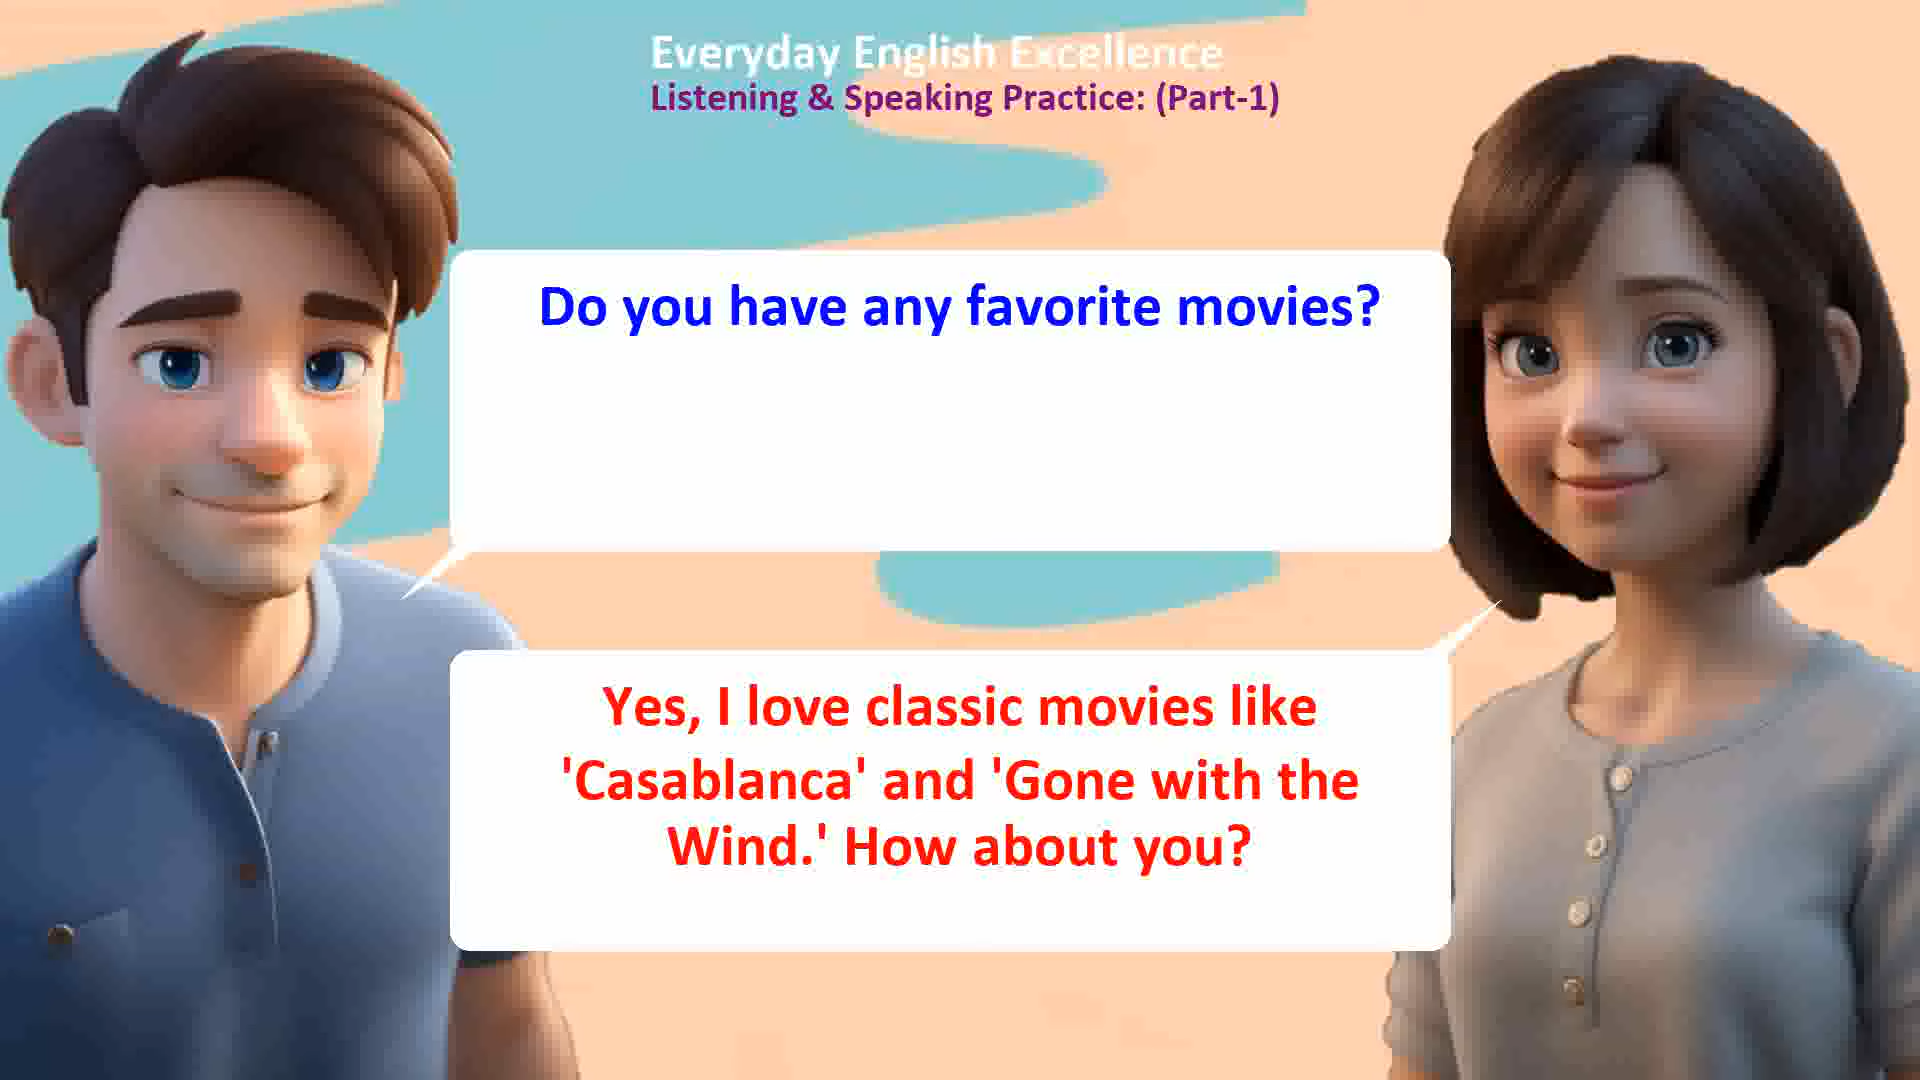 Everyday English Excellence
Listening & Speaking Practice: (Part-1)
Do you have any favorite movies?
Yes, I love classic movies like
'Casablanca' and 'Gone with the
Wind.' How about you?